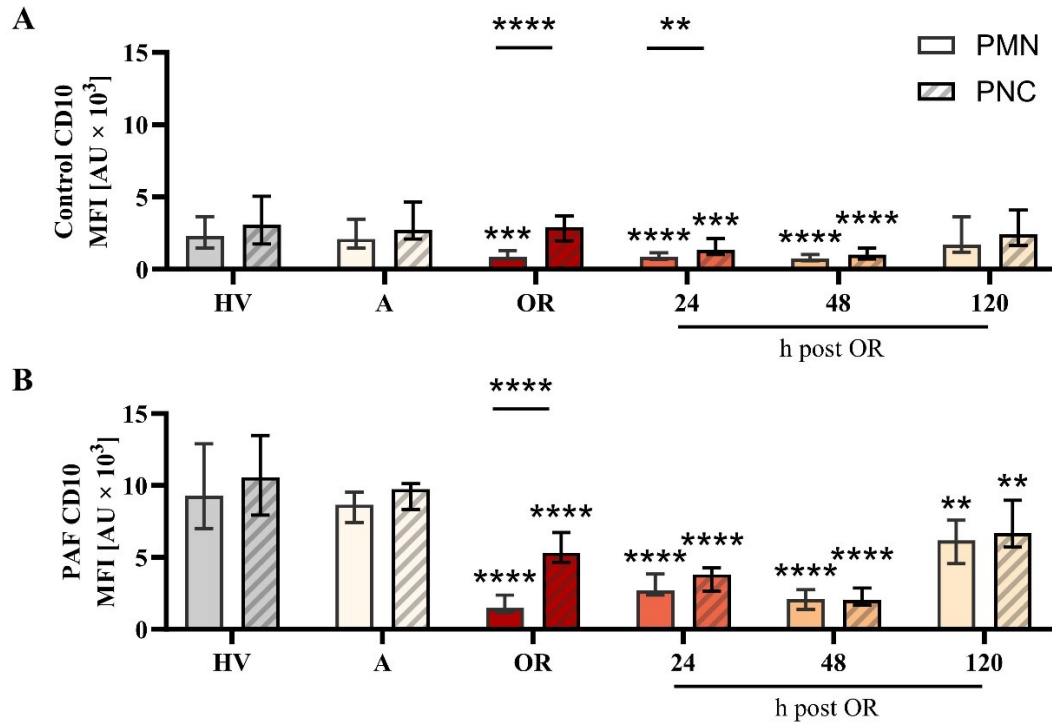 A
**** **
PMN
PNC
Control CD10
MFI [AU × 10³]
15
10
5
0
*** **** *** **** ****
HV A OR 24 48 120
h post OR
B
****
PAF CD10
MFI [AU × 10³]
15
10
5
0
**** **** **** **** **** **** ** **
HV A OR 24 48 120
h post OR